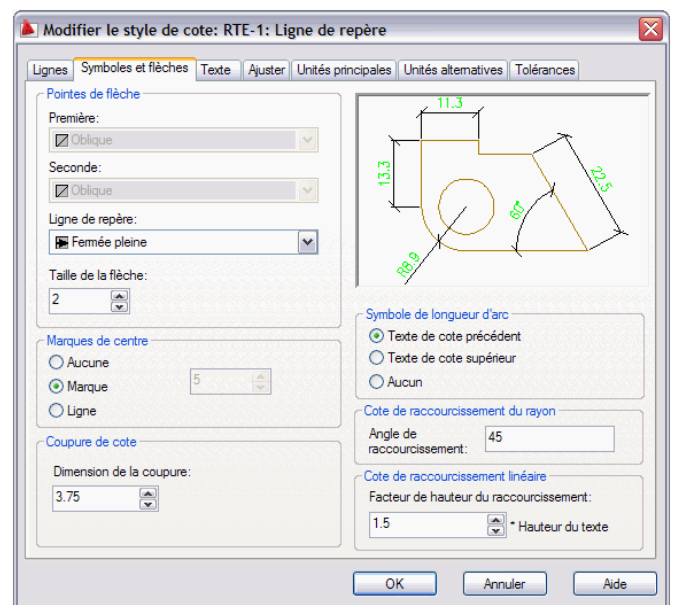 Modifier le style de cote: RTE-1: Ligne de repère
Lignes Symboles et flèches Texte Ajuster Unités principales Unités alternatives Tolérances
Pointes de flèche
Première:
Oblique
Seconde:
Oblique
Ligne de repère:
Fermée pleine
Taille de la flèche:
2
Marques de centre
Aucune
Marque
5
Ligne
Coupure de cote
Dimension de la coupure:
3.75
11.3
13.3
22.5
60°
R8.9
Symbole de longueur d'arc
Texte de cote précédent
Texte de cote supérieur
Aucun
Cote de raccourcissement du rayon
Angle de
raccourcissement:
45
Cote de raccourcissement linéaire
Facteur de hauteur du raccourcissement:
1.5
* Hauteur du texte
OK Annuler Aide